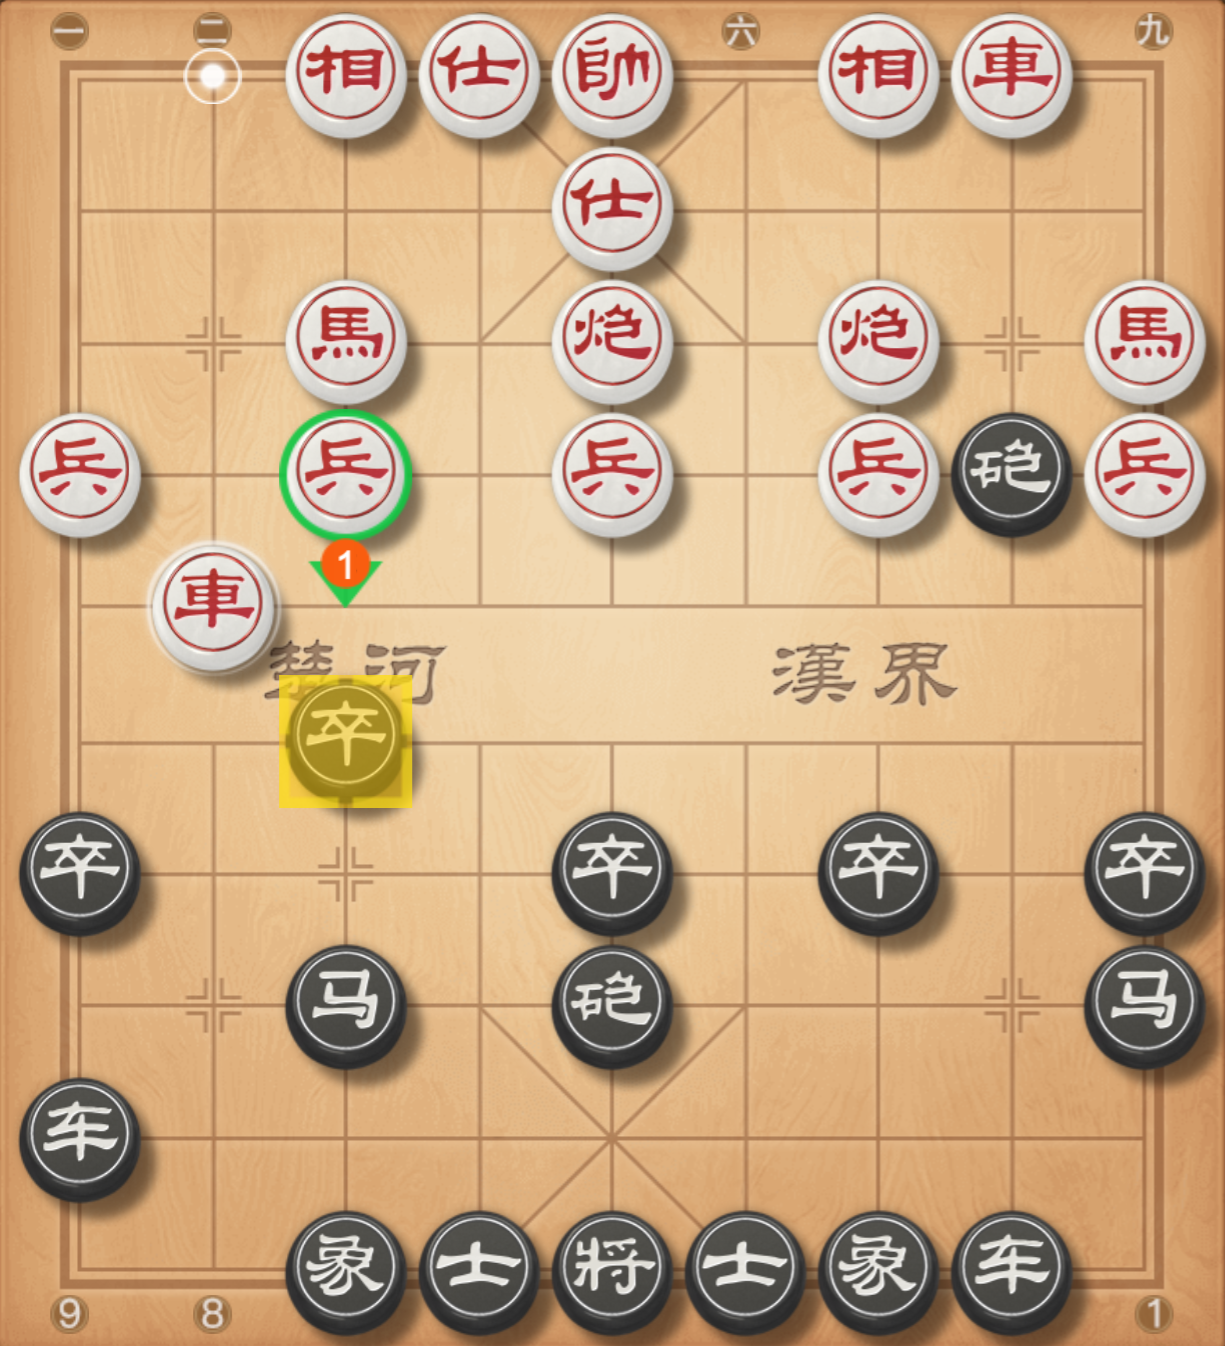 一 二 六 九
相 仕 帥 相 車
仕
馬 炮 炮 馬
兵 兵 兵 兵 砲 兵
1
車
楚河 漢界
卒
卒 卒 卒 卒
马 砲 马
车
象 士 将 士 象 车
9 8 1